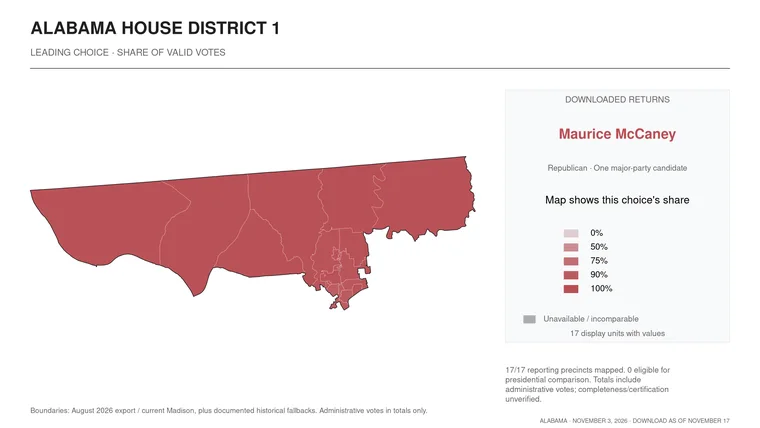 ALABAMA HOUSE DISTRICT 1
LEADING CHOICE · SHARE OF VALID VOTES
DOWNLOADED RETURNS
Maurice McCaney
Republican · One major-party candidate
Map shows this choice's share
0%
50%
75%
90%
100%
Unavailable / incomparable
17 display units with values
17/17 reporting precincts mapped. 0 eligible for
presidential comparison. Totals include
administrative votes; completeness/certification
unverified.
Boundaries: August 2026 export / current Madison, plus documented historical fallbacks. Administrative votes in totals only.
ALABAMA · NOVEMBER 3, 2026 · DOWNLOAD AS OF NOVEMBER 17